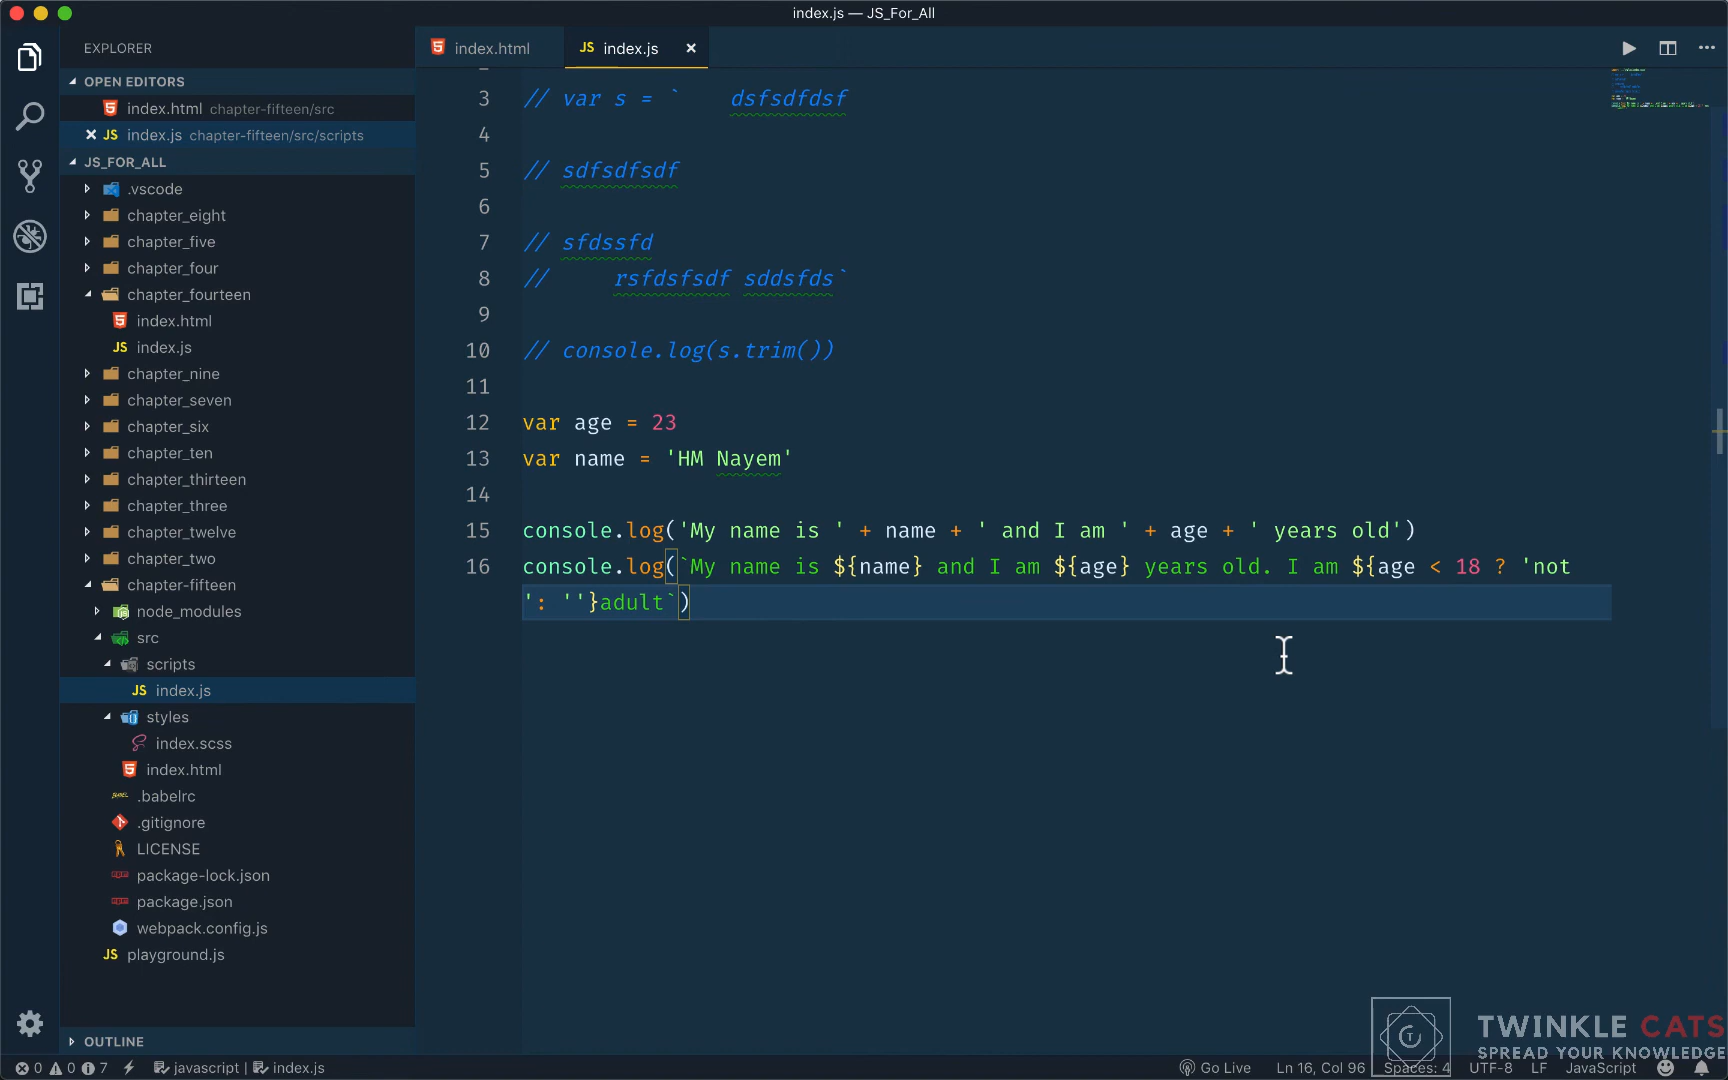 index.js — JS_For_All
EXPLORER
OPEN EDITORS
index.html chapter-fifteen/src
index.js chapter-fifteen/src/scripts
JS_FOR_ALL
.vscode
chapter_eight
chapter_five
chapter_four
chapter_fourteen
index.html
JS index.js
chapter_nine
chapter_seven
chapter_six
chapter_ten
chapter_thirteen
chapter_three
chapter_twelve
chapter_two
chapter-fifteen
node_modules
src
scripts
JS index.js
styles
index.scss
index.html
.babelrc
.gitignore
LICENSE
package-lock.json
package.json
webpack.config.js
JS playground.js
OUTLINE
index.html
JS index.js
3 // var s = `    dsfsdfdsf
4
5 // sdfsdfsdf
6
7 // sfdssfd
8 //     rsfdsfsdf sddsfds`
9
10 // console.log(s.trim())
11
12 var age = 23
13 var name = 'HM Nayem'
14
15 console.log('My name is ' + name + ' and I am ' + age + ' years old')
16 console.log(`My name is ${name} and I am ${age} years old. I am ${age < 18 ? 'not
': ''}adult`)
TWINKLE CATS
SPREAD YOUR KNOWLEDGE
0 0 7 javascript | index.js
Go Live Ln 16, Col 96 Spaces: 4 UTF-8 LF JavaScript